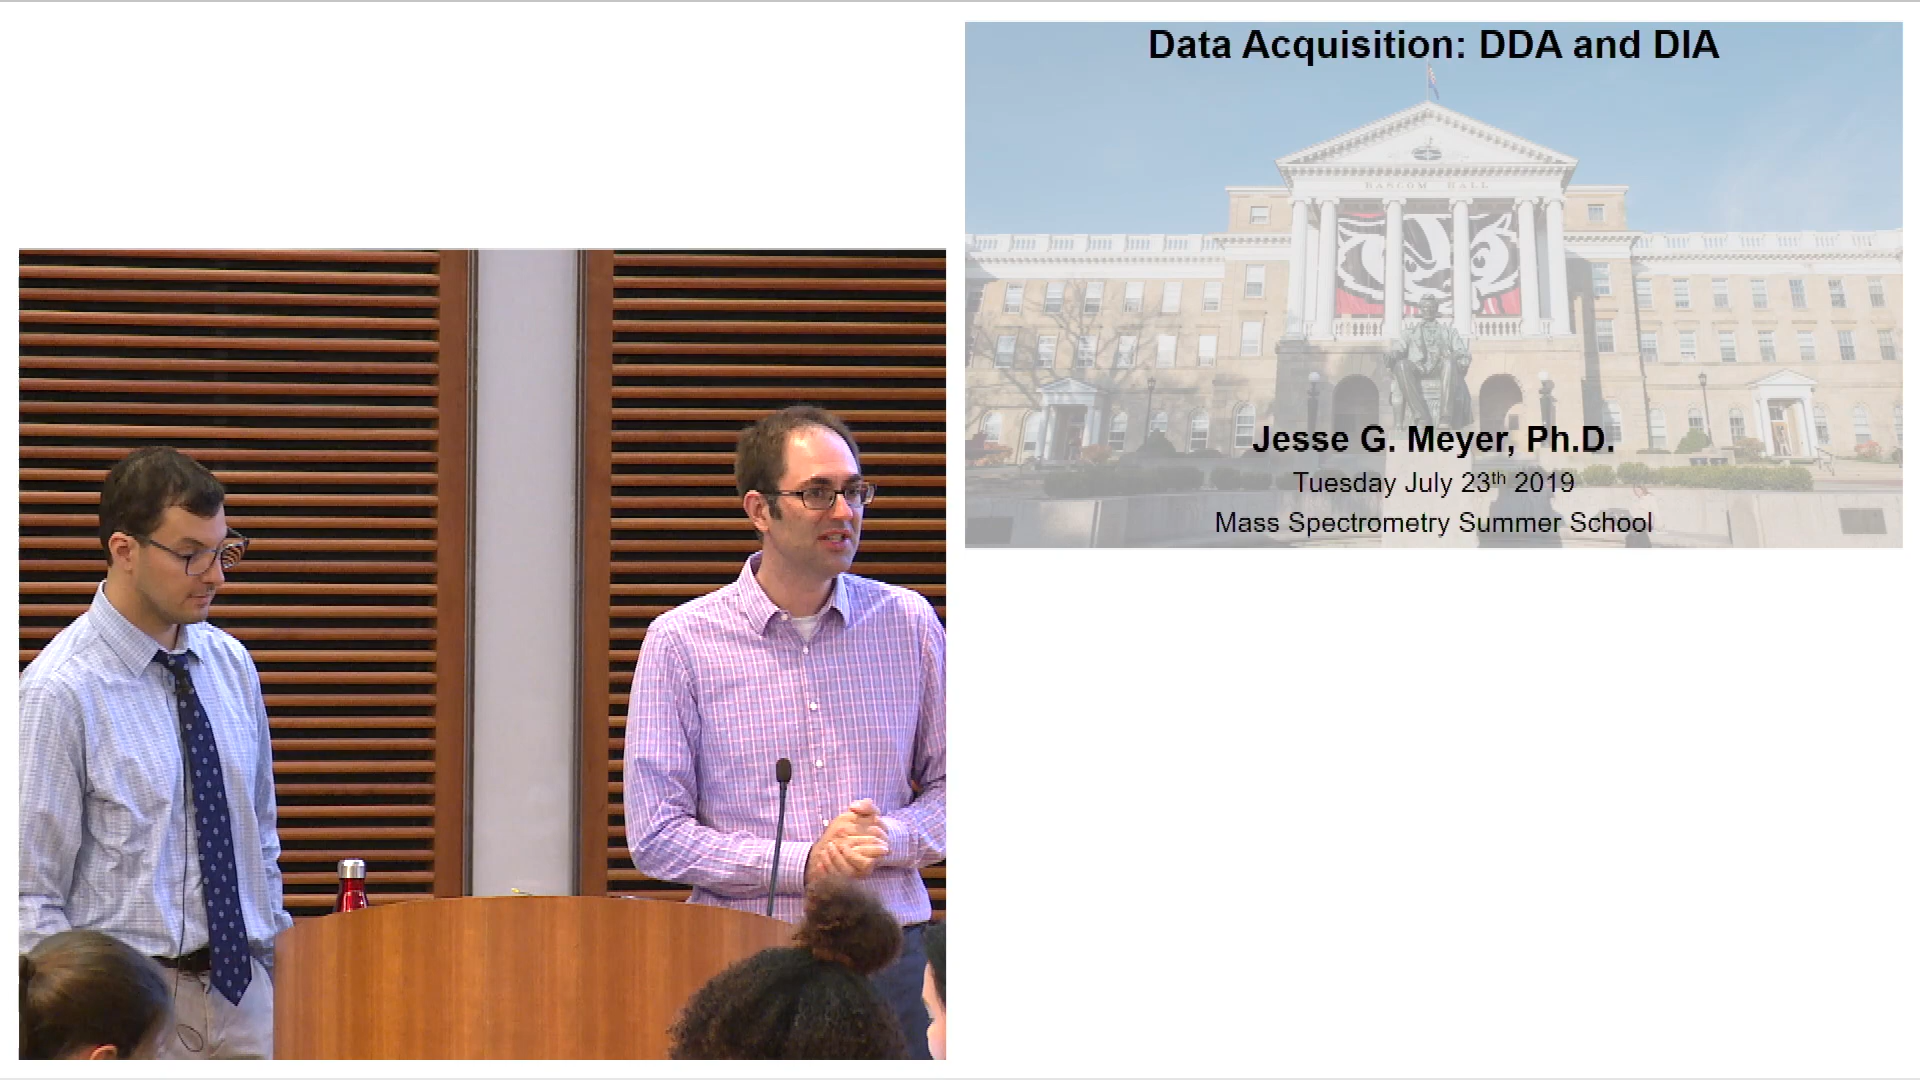 Data Acquisition: DDA and DIA
BASCOM HALL
Jesse G. Meyer, Ph.D.
Tuesday July 23th 2019
Mass Spectrometry Summer School